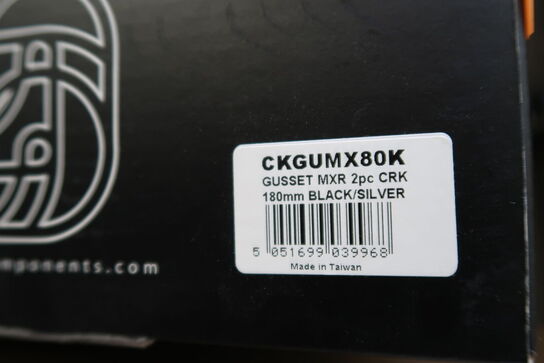 CKGUMX80K
GUSSET MXR 2pc CRK
180mm BLACK/SILVER
5 051699 039968
Made in Taiwan
mponents.com